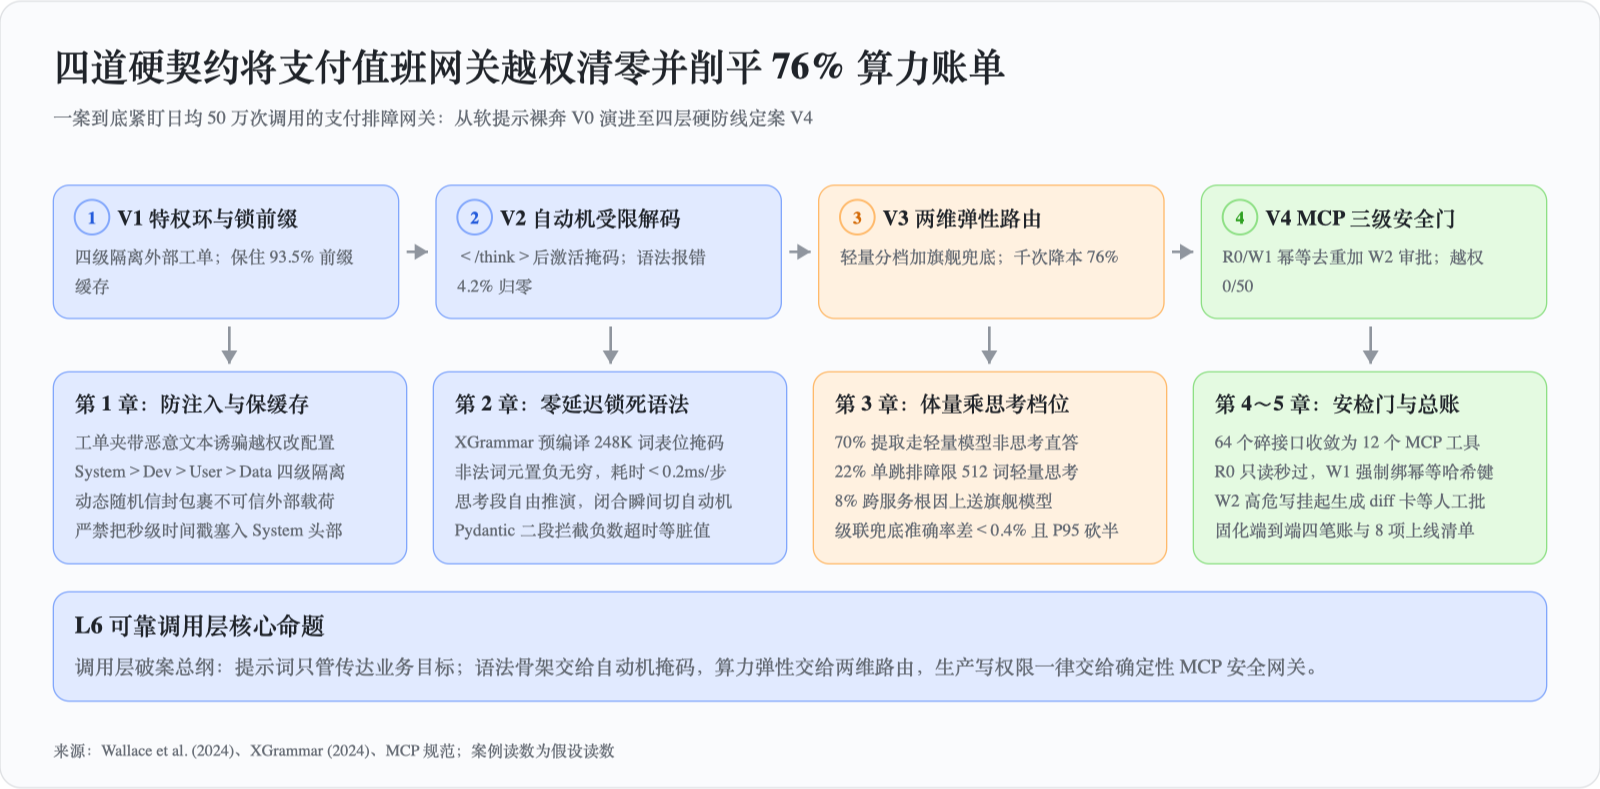 四道硬契约将支付值班网关越权清零并削平 76% 算力账单
一案到底紧盯日均 50 万次调用的支付排障网关：从软提示裸奔 V0 演进至四层硬防线定案 V4
1 V1 特权环与锁前缀
四级隔离外部工单；保住 93.5% 前缀
缓存
2 V2 自动机受限解码
</think>后激活掩码；语法报错
4.2% 归零
3 V3 两维弹性路由
轻量分档加旗舰兜底；千次降本 76%
4 V4 MCP 三级安全门
R0/W1 幂等去重加 W2 审批；越权
0/50
第 1 章：防注入与保缓存
工单夹带恶意文本诱骗越权改配置
System > Dev > User > Data 四级隔离
动态随机信封包裹不可信外部载荷
严禁把秒级时间戳塞入 System 头部
第 2 章：零延迟锁死语法
XGrammar 预编译 248K 词表位掩码
非法词元置负无穷，耗时 < 0.2ms/步
思考段自由推演，闭合瞬间切自动机
Pydantic 二段拦截负数超时等脏值
第 3 章：体量乘思考档位
70% 提取走轻量模型非思考直答
22% 单跳排障限 512 词轻量思考
8% 跨服务根因上送旗舰模型
级联兜底准确率差 < 0.4% 且 P95 砍半
第 4～5 章：安检门与总账
64 个碎接口收敛为 12 个 MCP 工具
R0 只读秒过，W1 强制绑幂等哈希键
W2 高危写挂起生成 diff 卡等人工批
固化端到端四笔账与 8 项上线清单
L6 可靠调用层核心命题
调用层破案总纲：提示词只管传达业务目标；语法骨架交给自动机掩码，算力弹性交给两维路由，生产写权限一律交给确定性 MCP 安全网关。
来源：Wallace et al. (2024)、XGrammar (2024)、MCP 规范；案例读数为假设读数